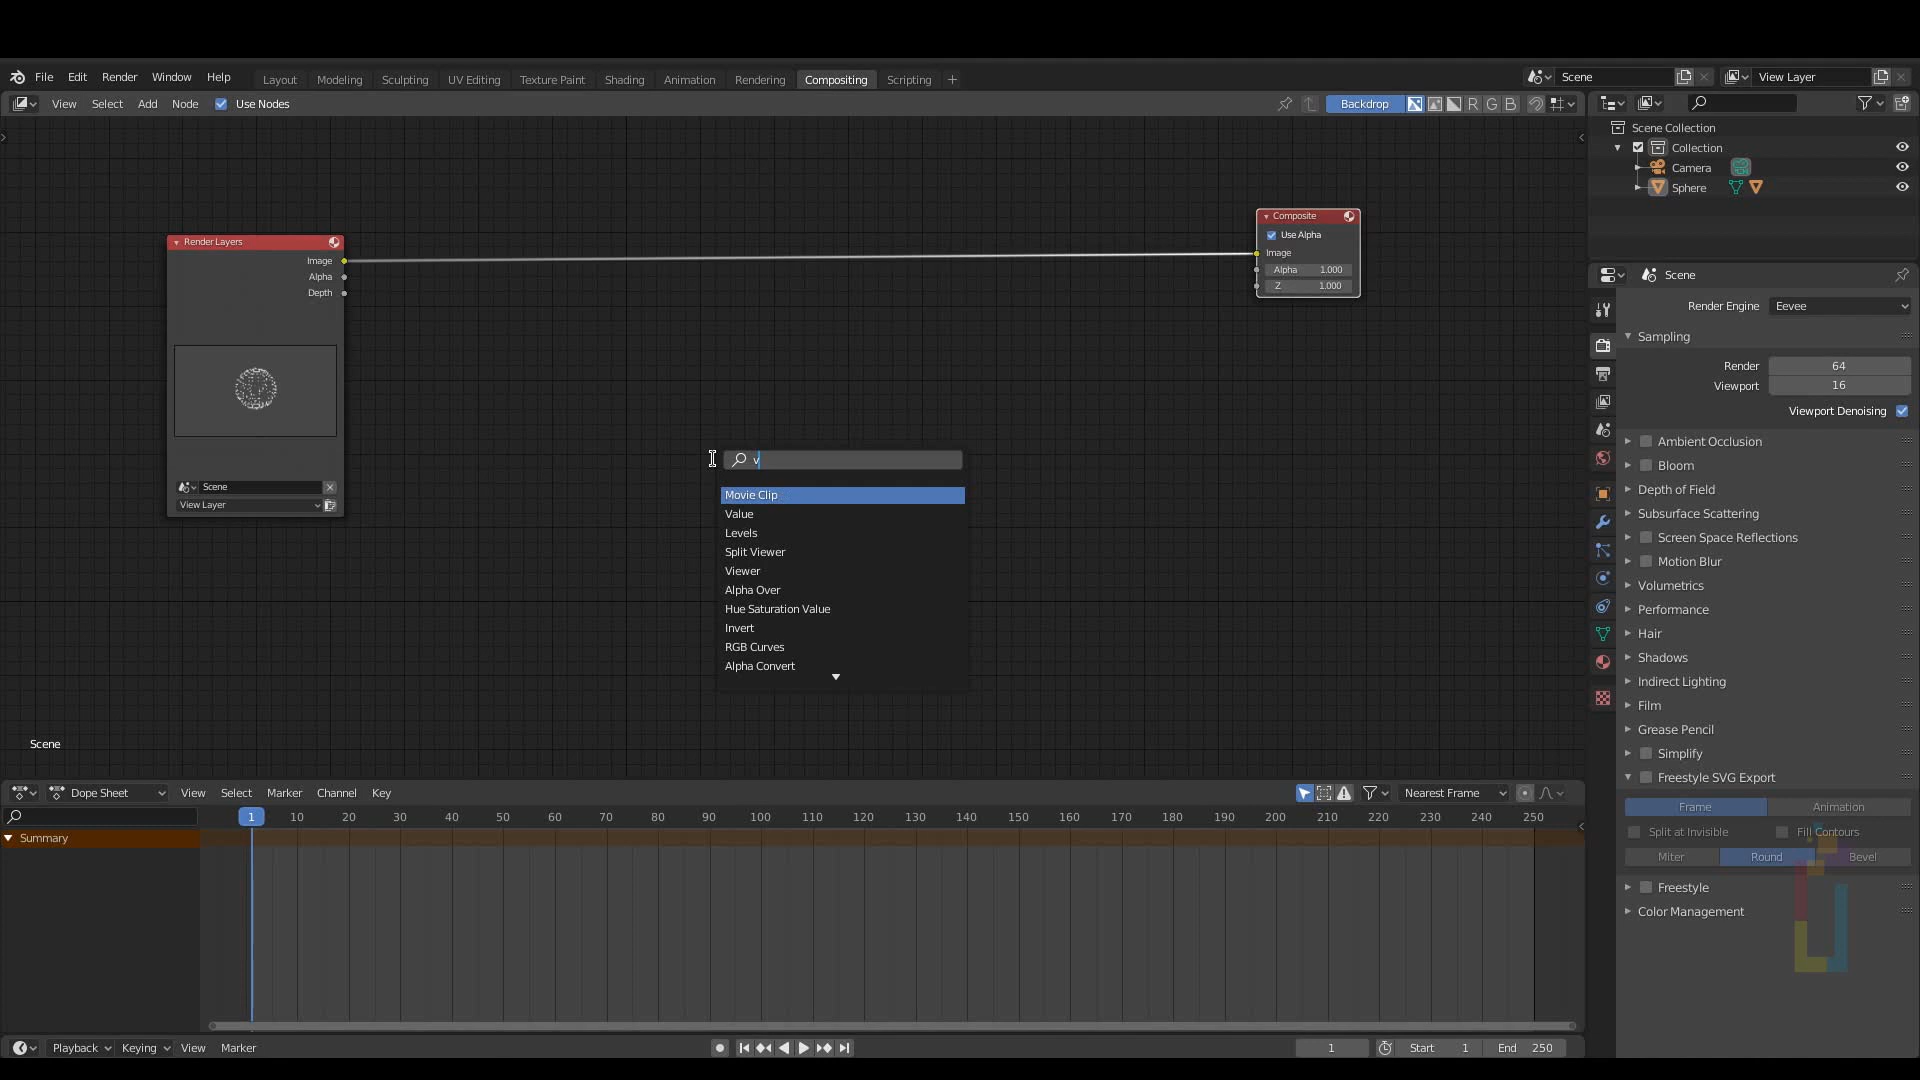 File Edit Render Window Help Layout Modeling Sculpting UV Editing Texture Paint Shading Animation Rendering Compositing Scripting + Scene View Layer
View Select Add Node Use Nodes Backdrop R G B
Scene Collection
Collection
Camera
Sphere
Render Layers
Image
Alpha
Depth
Scene
View Layer
Composite
Use Alpha
Image
Alpha 1.000
Z 1.000
v
Movie Clip
Value
Levels
Split Viewer
Viewer
Alpha Over
Hue Saturation Value
Invert
RGB Curves
Alpha Convert
Scene
Scene
Render Engine Eevee
Sampling
Render 64
Viewport 16
Viewport Denoising
Ambient Occlusion
Bloom
Depth of Field
Subsurface Scattering
Screen Space Reflections
Motion Blur
Volumetrics
Performance
Hair
Shadows
Indirect Lighting
Film
Grease Pencil
Simplify
Freestyle SVG Export
Frame Animation
Split at Invisible Fill Contours
Miter Round Bevel
Freestyle
Color Management
Dope Sheet View Select Marker Channel Key Nearest Frame
1 10 20 30 40 50 60 70 80 90 100 110 120 130 140 150 160 170 180 190 200 210 220 230 240 250
Summary
Playback Keying View Marker 1 Start 1 End 250